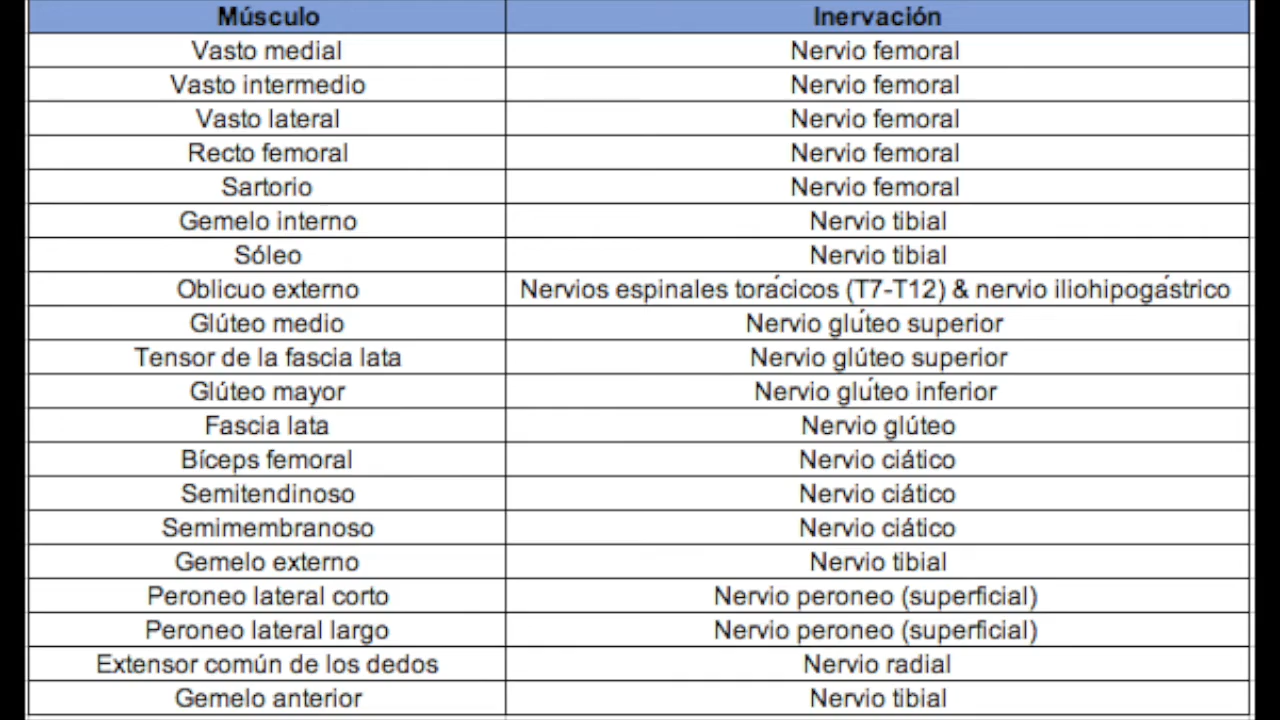 Músculo Inervación
Vasto medial Nervio femoral
Vasto intermedio Nervio femoral
Vasto lateral Nervio femoral
Recto femoral Nervio femoral
Sartorio Nervio femoral
Gemelo interno Nervio tibial
Sóleo Nervio tibial
Oblicuo externo Nervios espinales torácicos (T7-T12) & nervio iliohipogástrico
Glúteo medio Nervio glúteo superior
Tensor de la fascia lata Nervio glúteo superior
Glúteo mayor Nervio glúteo inferior
Fascia lata Nervio glúteo
Bíceps femoral Nervio ciático
Semitendinoso Nervio ciático
Semimembranoso Nervio ciático
Gemelo externo Nervio tibial
Peroneo lateral corto Nervio peroneo (superficial)
Peroneo lateral largo Nervio peroneo (superficial)
Extensor común de los dedos Nervio radial
Gemelo anterior Nervio tibial